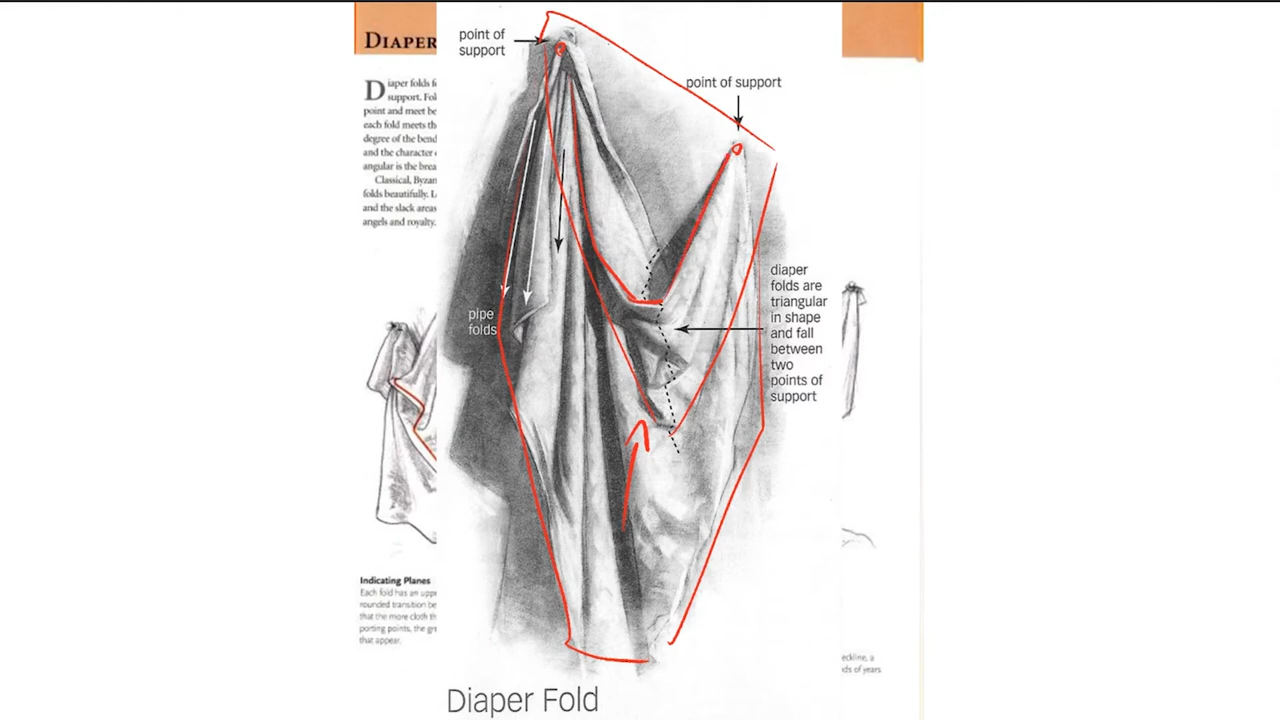 DIAPER
Diaper folds f
support. Fol
point and meet be
each fold meets th
degree of the bend
and the character
angular is the brea
Classical, Byzan
folds beautifully. L
and the slack areas
angels and royalty.
point of
support
point of support
pipe
folds
diaper
folds are
triangular
in shape
and fall
between
two
points of
support
Indicating Planes
Each fold has an uppe
rounded transition be
that the more cloth th
porting points, the gre
that appear.
eckline, a
ds of years
Diaper Fold